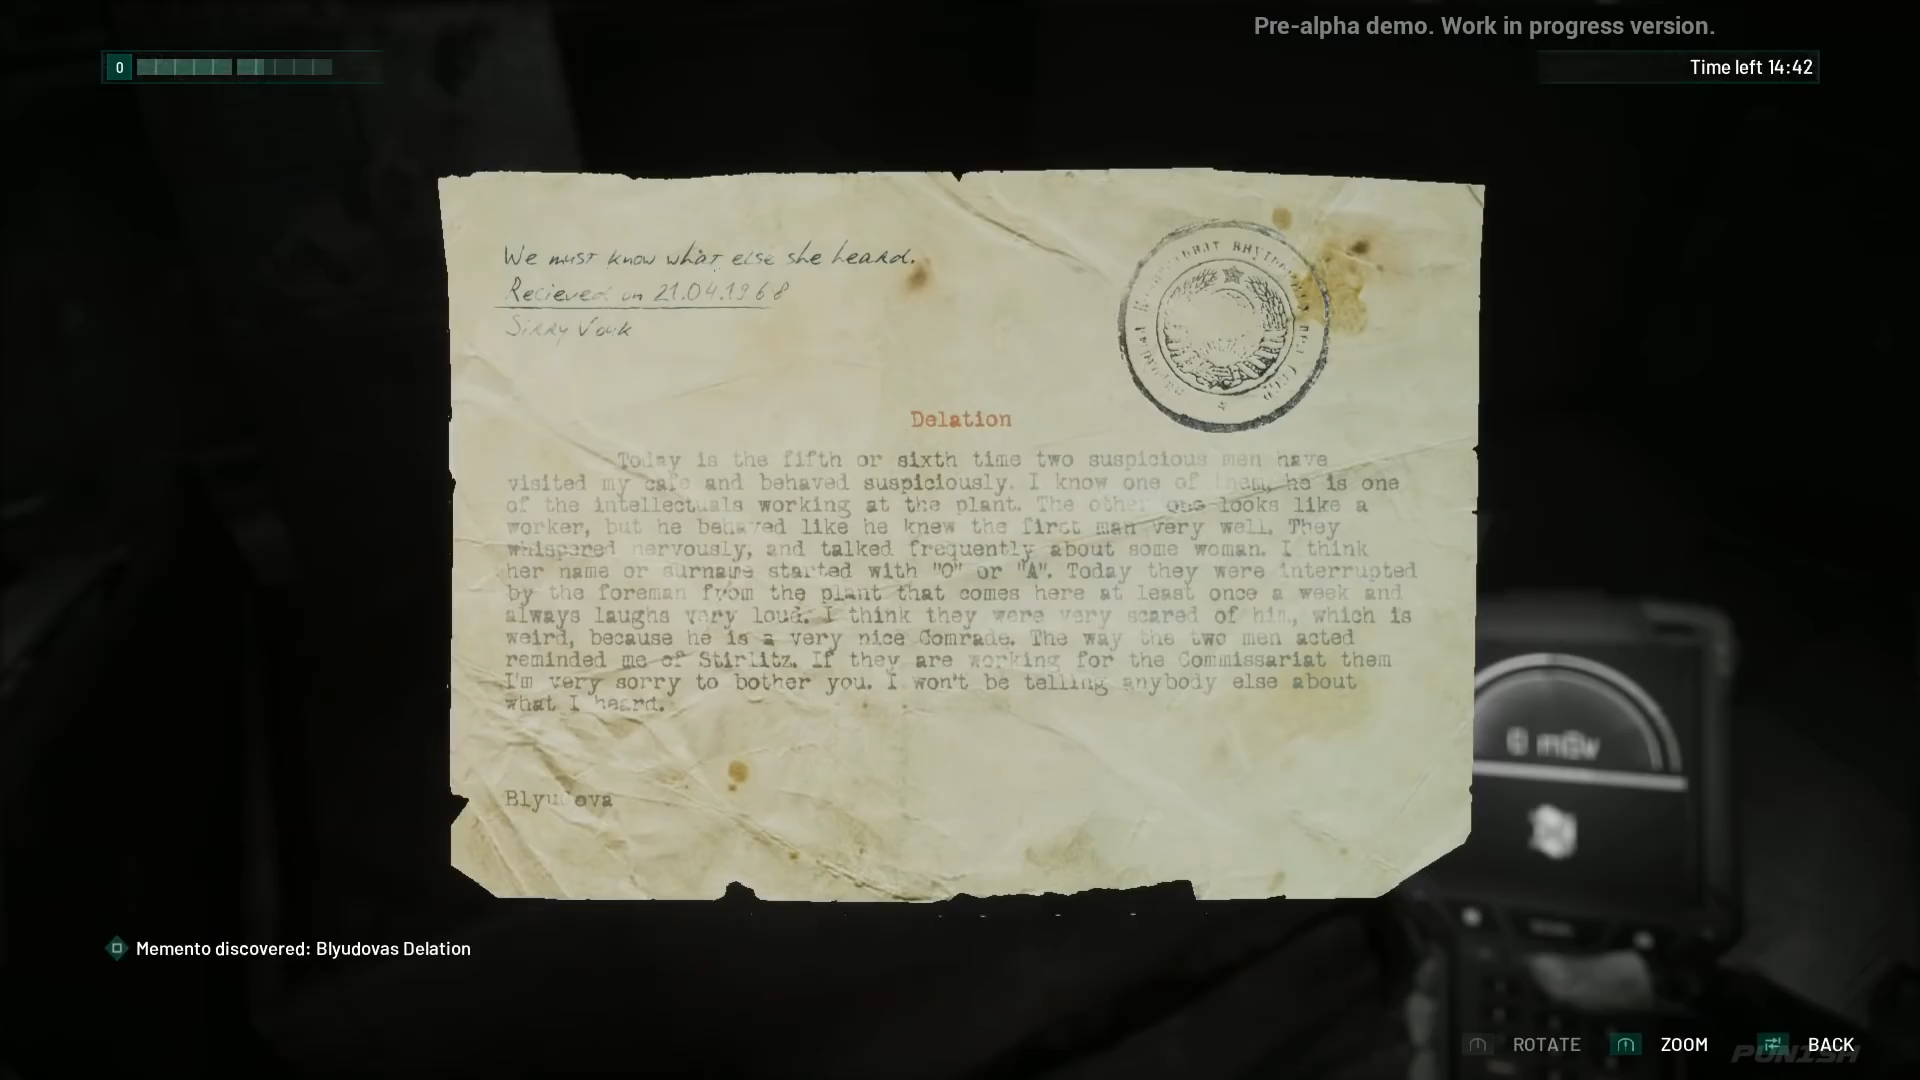 Pre-alpha demo. Work in progress version.
0
Time left 14:42
We must know what else she heard.
Recieved on 21.04.1968
Delation
Today is the fifth or sixth time two suspicious men have
visited my cafe and behaved suspiciously. I know one of them, he is one
of the intellectuals working at the plant. The other one looks like a
worker, but he behaved like he knew the first man very well. They
whispered nervously, and talked frequently about some woman. I think
her name or surname started with "O" or "A". Today they were interrupted
by the foreman from the plant that comes here at least once a week and
always laughs very loud. I think they were very scared of him, which is
weird, because he is a very nice Comrade. The way the two men acted
reminded me of Stirlitz. If they are working for the Commissariat them
I'm very sorry to bother you. I won't be telling anybody else about
what I heard.
Blyudova
0 mGy
Memento discovered: Blyudovas Delation
ROTATE ZOOM BACK
PUN1SH